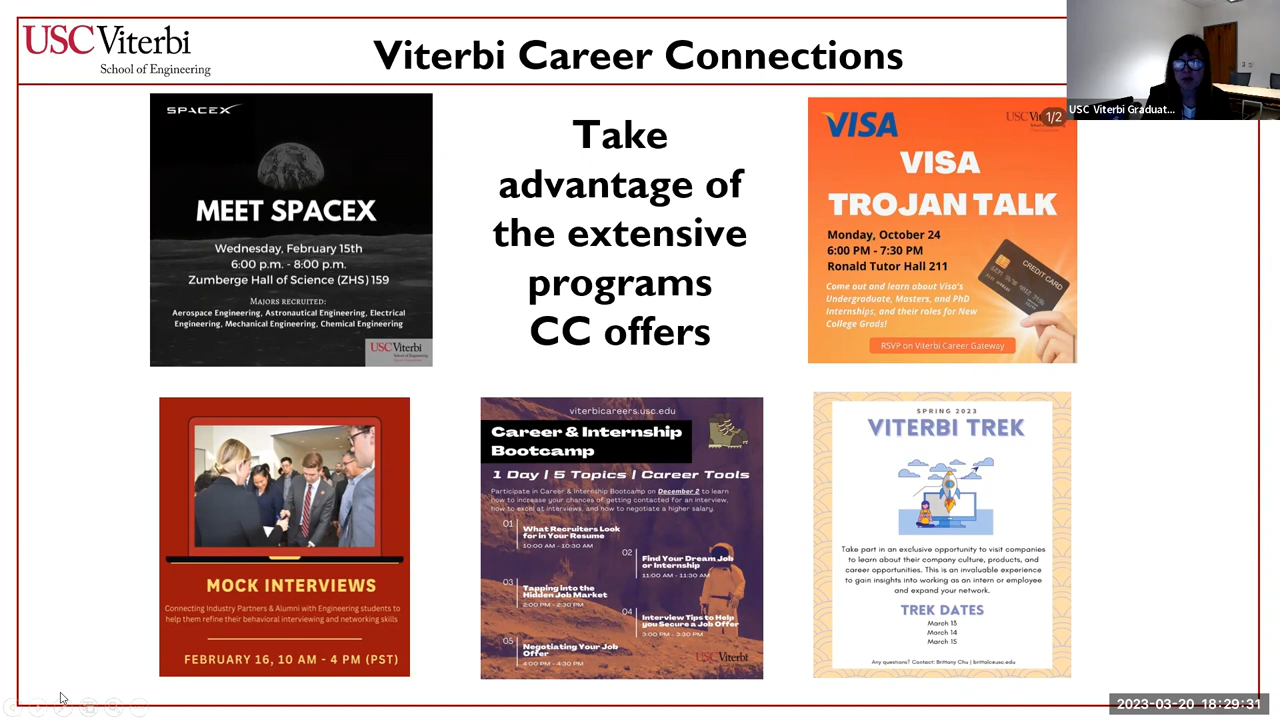 USC Viterbi
School of Engineering
Viterbi Career Connections
USC Viterbi Graduat...
SPACEX
MEET SPACEX
Wednesday, February 15th
6:00 p.m. - 8:00 p.m.
Zumberge Hall of Science (ZHS) 159
MAJORS RECRUITED:
Aerospace Engineering, Astronautical Engineering, Electrical
Engineering, Mechanical Engineering, Chemical Engineering
USC Viterbi
School of Engineering
Take
advantage of
the extensive
programs
CC offers
VISA
1/2
VISA
TROJAN TALK
Monday, October 24
6:00 PM - 7:30 PM
Ronald Tutor Hall 211
Come out and learn about Visa's
Undergraduate, Masters, and PhD
Internships, and their roles for New
College Grads!
CREDIT CARD
RSVP on Viterbi Career Gateway
MOCK INTERVIEWS
Connecting Industry Partners & Alumni with Engineering students to
help them refine their behavioral interviewing and networking skills
FEBRUARY 16, 10 AM - 4 PM (PST)
viterbicareers.usc.edu
Career & Internship
Bootcamp
1 Day | 5 Topics | Career Tools
Participate in Career & Internship Bootcamp on December 2 to learn
how to increase your chances of getting contacted for an interview,
how to excel at interviews, and how to negotiate a higher salary.
01
What Recruiters Look
for in Your Resume
10:00 AM - 10:30 AM
02
Find Your Dream Job
or Internship
11:00 AM - 11:30 AM
03
Tapping into the
Hidden Job Market
2:00 PM - 2:30 PM
04
Interview Tips to Help
you Secure a Job Offer
3:00 PM - 3:30 PM
05
Negotiating Your Job
Offer
4:00 PM - 4:30 PM
USC Viterbi
SPRING 2023
VITERBI TREK
Take part in an exclusive opportunity to visit companies
to learn about their company culture, products, and
career opportunities. This is an invaluable experience
to gain insights into working as an intern or employee
and expand your network.
TREK DATES
March 13
March 14
March 15
Any questions? Contact: Brittany Chu | brittalc@usc.edu
2023-03-20 18:29:31